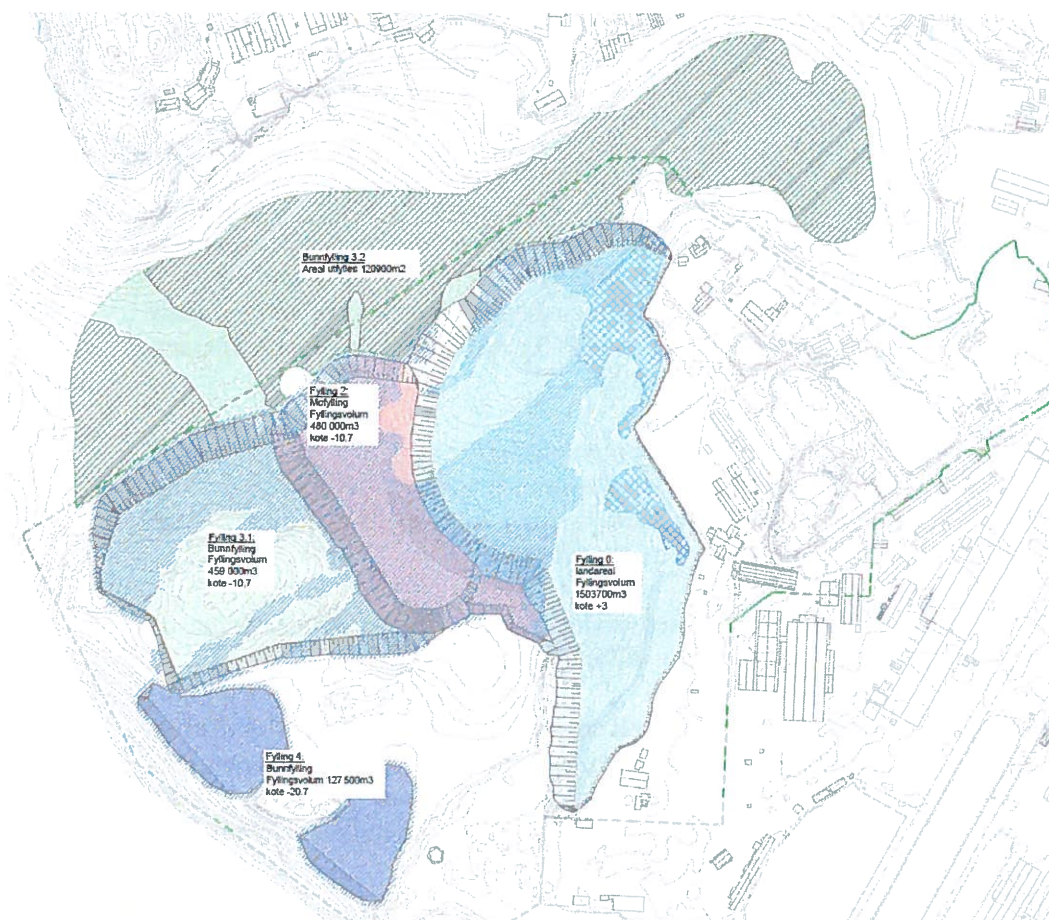 Bunnfylling 3.2
Areal utfylles 120900m2
Fylling 2:
Motfylling
Fyllingsvolum
480 000m3
kote -10.7
Fylling 3.1:
Bunnfylling
Fyllingsvolum
459 000m3
kote -10,7
Fylling 0:
landareal
Fyllingsvolum
1503700m3
kote +3
Fylling 4:
Bunnfylling
Fyllingsvolum 127 500m3
kote -20.7